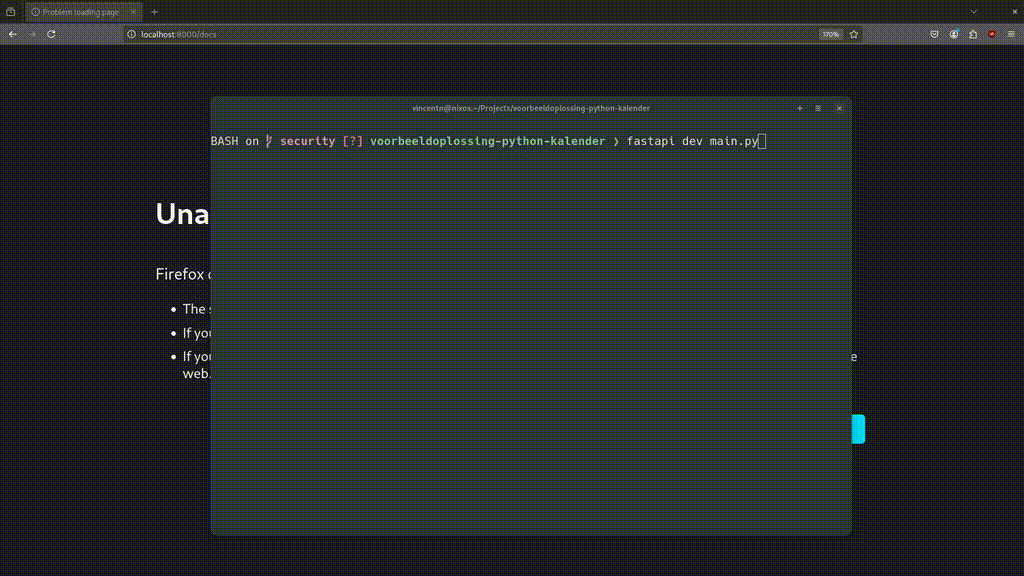 Problem loading page
localhost:8000/docs
170%
vincentn@nixos:~/Projects/voorbeeldoplossing-python-kalender
BASH on security [?] voorbeeldoplossing-python-kalender ❯ fastapi dev main.py
Una
Firefox
The
If you
If you
web.